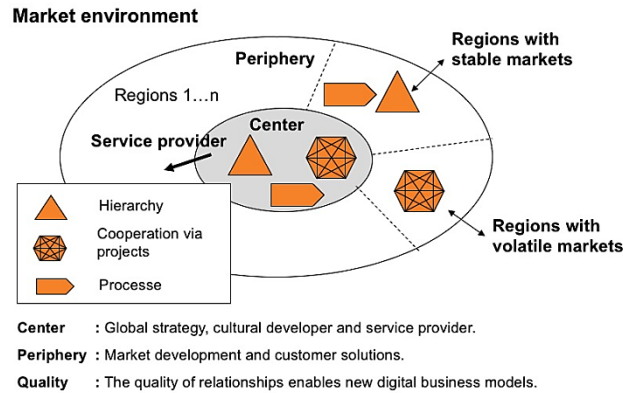 Market environment
Regions with
stable markets
Periphery
Regions 1...n
Center
Service provider
Hierarchy
Cooperation via
projects
Processe
Regions with
volatile markets
Center : Global strategy, cultural developer and service provider.
Periphery : Market development and customer solutions.
Quality : The quality of relationships enables new digital business models.